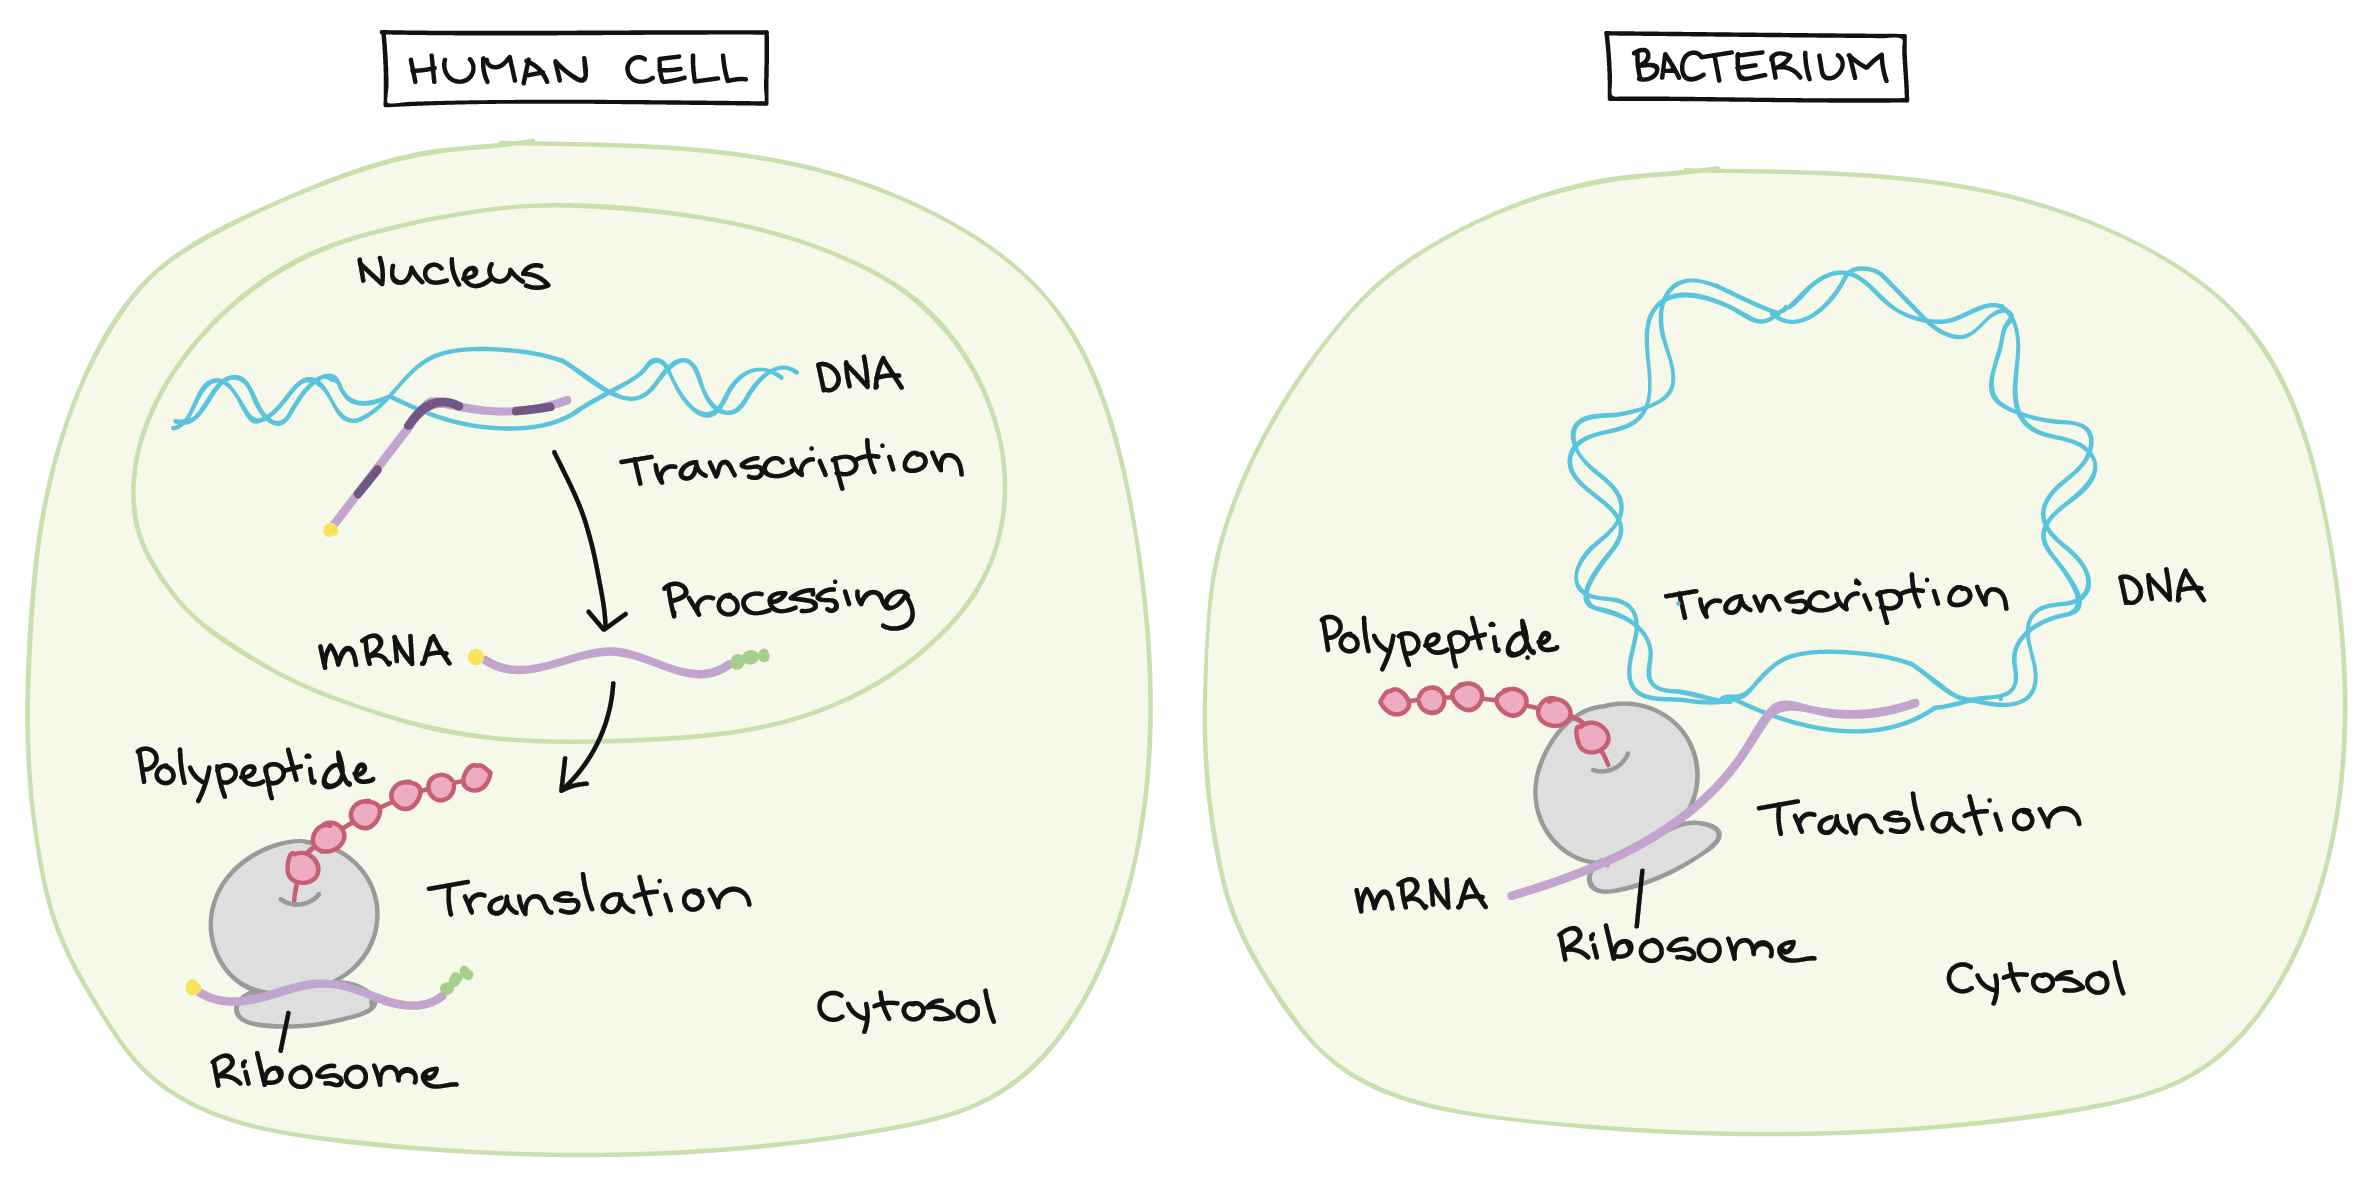 HUMAN CELL
Nucleus
DNA
Transcription
Processing
mRNA
Polypeptide
Translation
Cytosol
Ribosome
BACTERIUM
Transcription
DNA
Polypeptide
Translation
mRNA
Ribosome
Cytosol